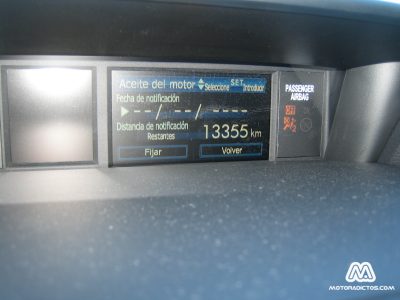 Aceite del motor
SET
Seleccione Introducir
Fecha de notificación
--/--/----
Distancia de notificación
Restantes 13355 km
Fijar Volver
PASSENGER
AIRBAG
MOTORADICTOS.COM